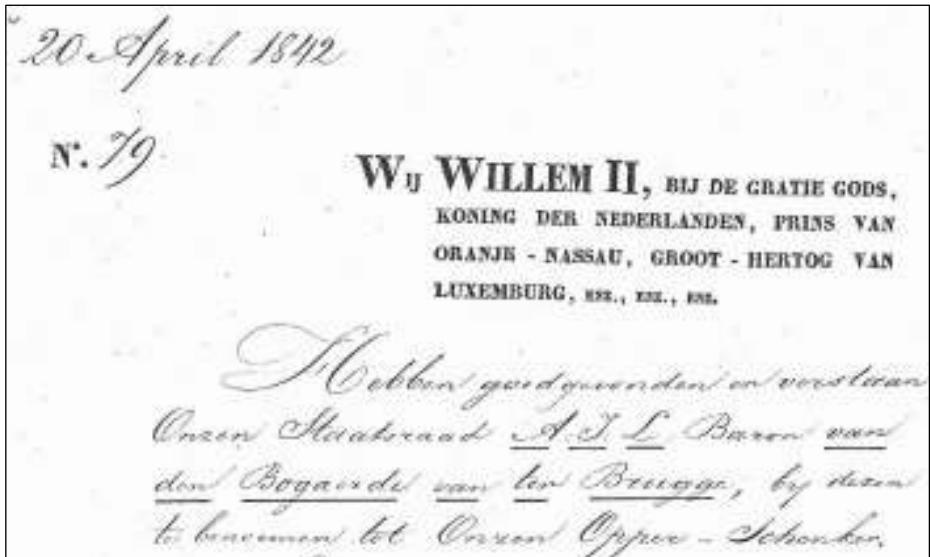 20 April 1842
N°. 79
WIJ WILLEM II, BIJ DE GRATIE GODS,
KONING DER NEDERLANDEN, PRINS VAN
ORANJE - NASSAU, GROOT - HERTOG VAN
LUXEMBURG, ENZ., ENZ., ENZ.
Hebben goedgevonden en verstaan
Onzen Staatsraad A. J. L. Baron van
den Bogaerde van ter Brugge, bij dezen
te benoemen tot Onzen Opper - Schenker,